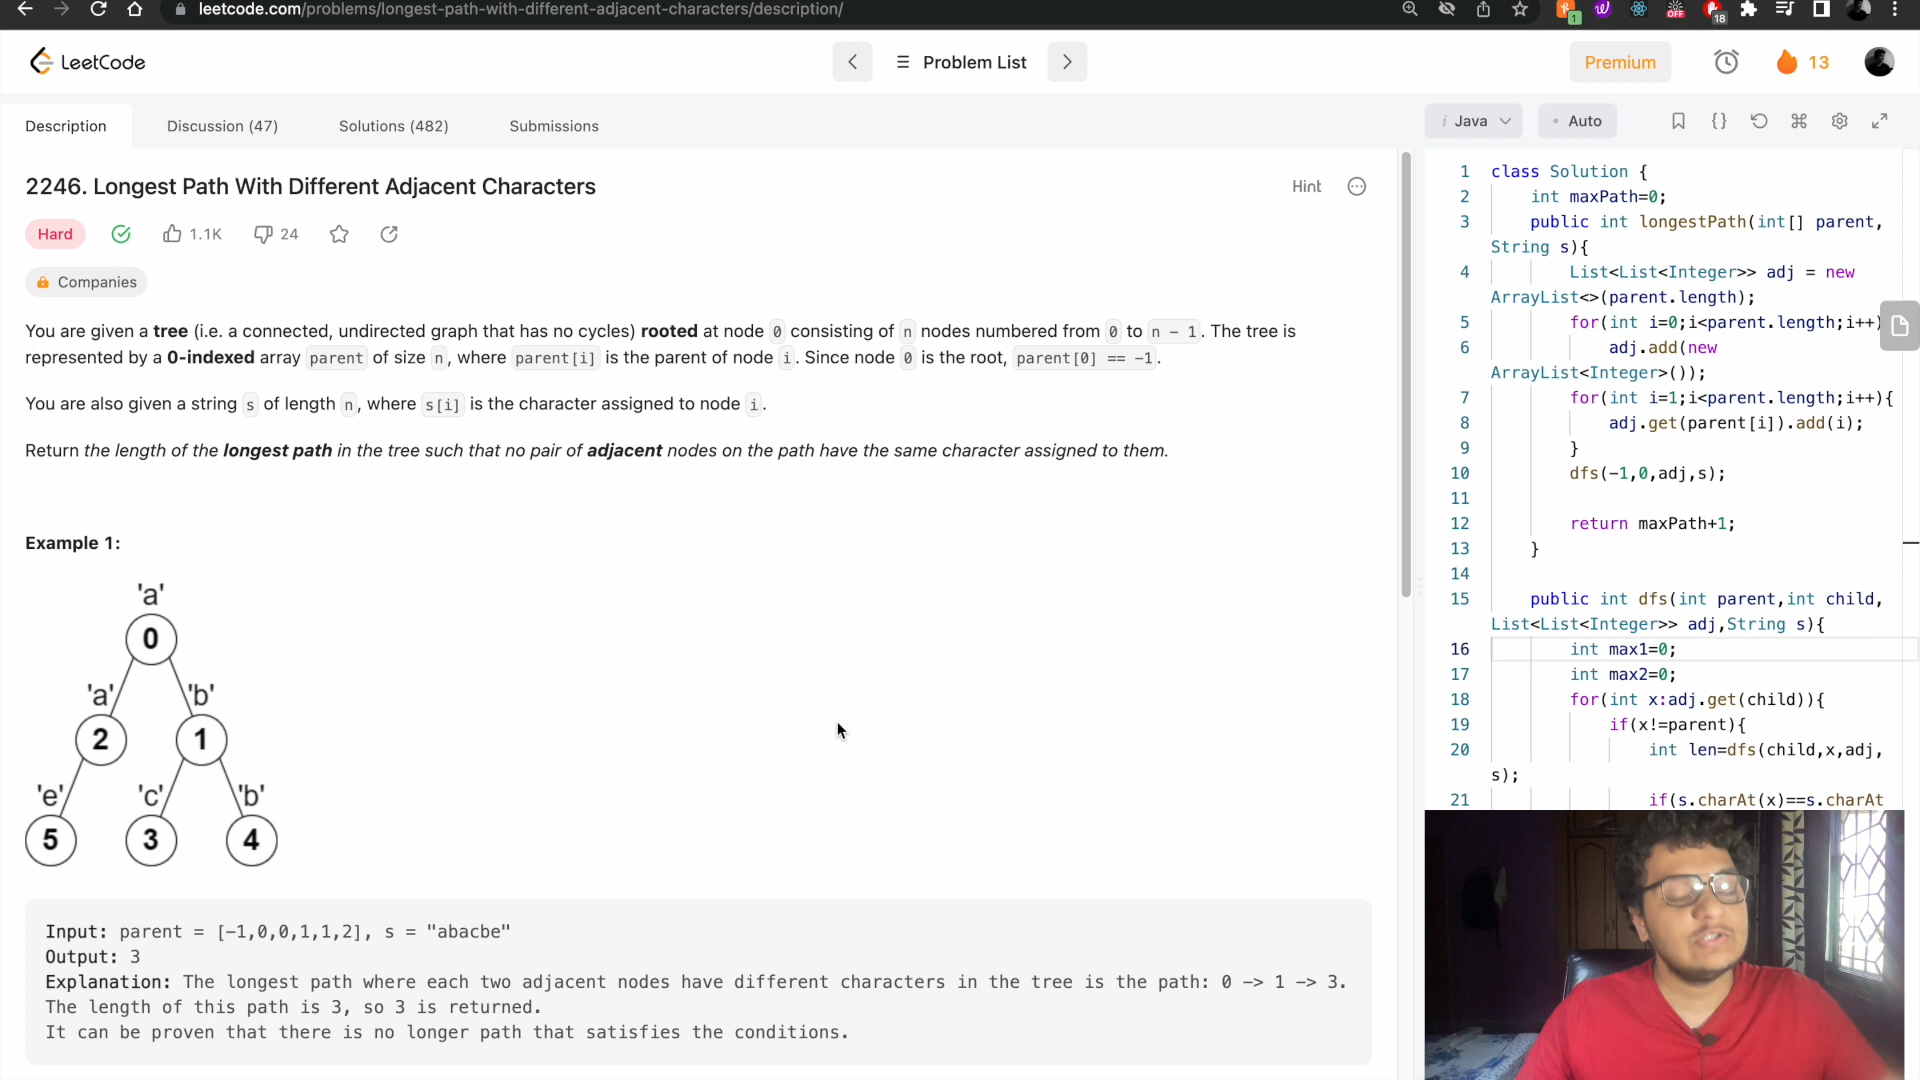 leetcode.com/problems/longest-path-with-different-adjacent-characters/description/
1
OFF
18
LeetCode
Problem List
Premium
13
Description
Discussion (47)
Solutions (482)
Submissions
i Java
Auto
2246. Longest Path With Different Adjacent Characters
Hint
Hard
1.1K
24
Companies
You are given a tree (i.e. a connected, undirected graph that has no cycles) rooted at node 0 consisting of n nodes numbered from 0 to n - 1. The tree is
represented by a 0-indexed array parent of size n, where parent[i] is the parent of node i. Since node 0 is the root, parent[0] == -1.
You are also given a string s of length n, where s[i] is the character assigned to node i.
Return the length of the longest path in the tree such that no pair of adjacent nodes on the path have the same character assigned to them.
Example 1:
'a'
0
'a' 'b'
2 1
'e' 'c' 'b'
5 3 4
Input: parent = [-1,0,0,1,1,2], s = "abacbe"
Output: 3
Explanation: The longest path where each two adjacent nodes have different characters in the tree is the path: 0 -> 1 -> 3.
The length of this path is 3, so 3 is returned.
It can be proven that there is no longer path that satisfies the conditions.
1 class Solution {
2 int maxPath=0;
3 public int longestPath(int[] parent,
String s){
4 List<List<Integer>> adj = new
ArrayList<>(parent.length);
5 for(int i=0;i<parent.length;i++)
6 adj.add(new
ArrayList<Integer>());
7 for(int i=1;i<parent.length;i++){
8 adj.get(parent[i]).add(i);
9 }
10 dfs(-1,0,adj,s);
11
12 return maxPath+1;
13 }
14
15 public int dfs(int parent,int child,
List<List<Integer>> adj,String s){
16 int max1=0;
17 int max2=0;
18 for(int x:adj.get(child)){
19 if(x!=parent){
20 int len=dfs(child,x,adj,
s);
21 if(s.charAt(x)==s.charAt